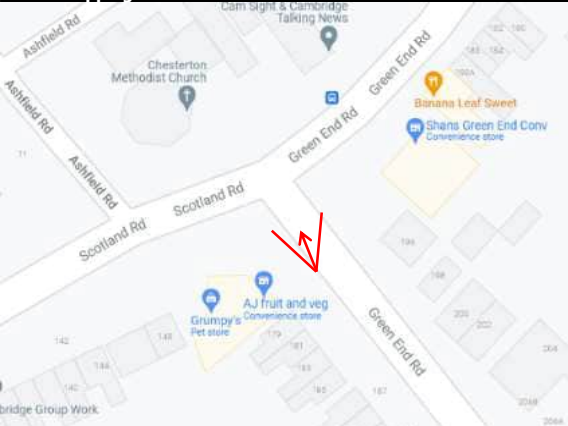 Cam Sight & Cambridge
Talking News
Ashfield Rd
Green End Rd
Chesterton
Methodist Church
Banana Leaf Sweet
Ashfield Rd
Green End Rd
Shans Green End Conv
Convenience store
Ashfield Rd
Scotland Rd
Scotland Rd
AJ fruit and veg
Convenience store
Grumpy's
Pet store
Green End Rd
142
148
144
140
179
181
185
187
196
198
200
202
204
bridge Group Work